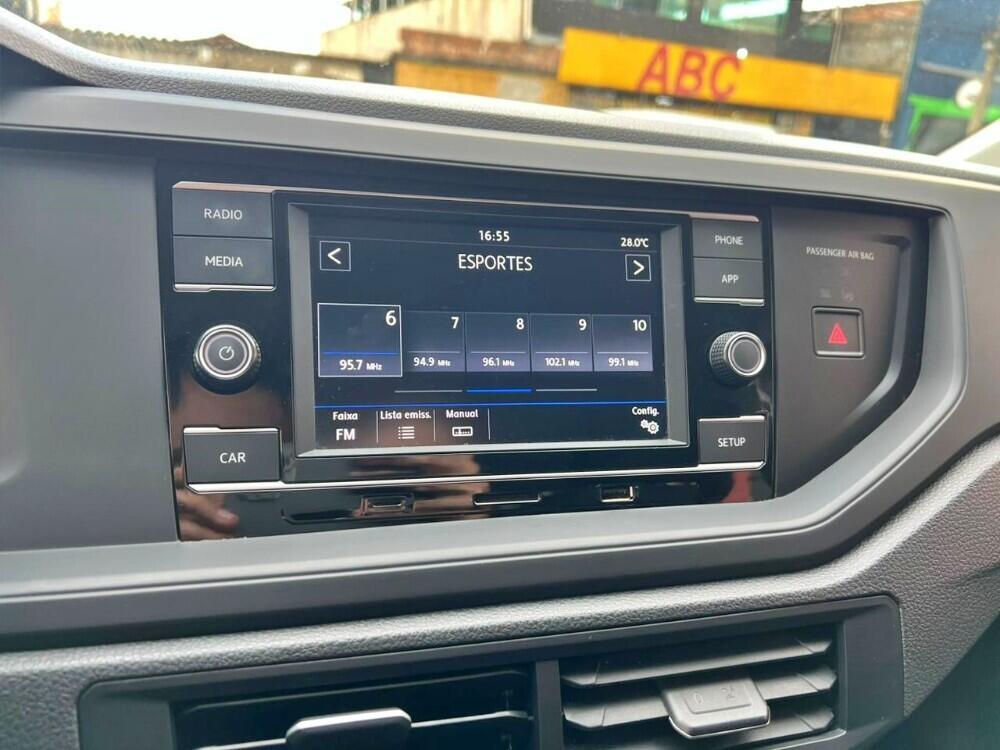 ABC
RADIO
MEDIA
CAR
16:55
28.0°C
<
ESPORTES
>
6
95.7 MHz
7
94.9 MHz
8
96.1 MHz
9
102.1 MHz
10
99.1 MHz
Faixa
FM
Lista emiss.
Manual
Config.
PHONE
APP
SETUP
PASSENGER AIR BAG